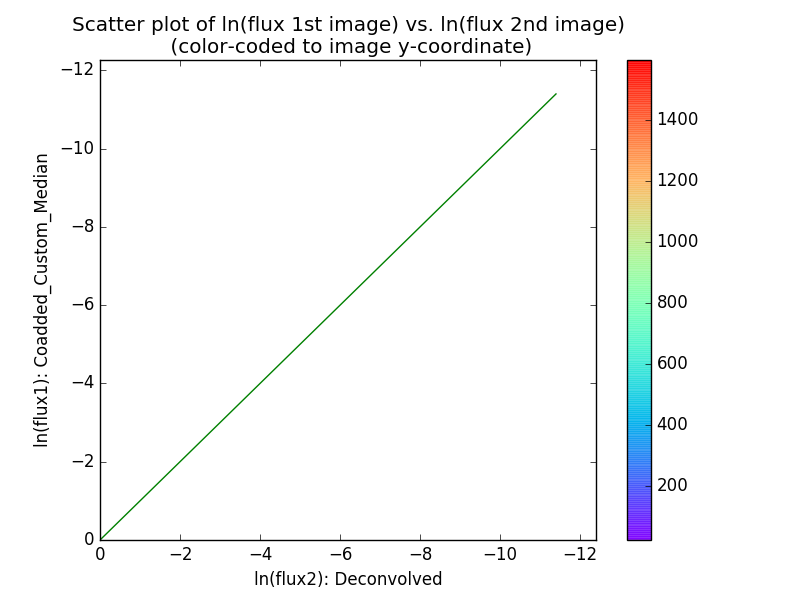 Scatter plot of ln(flux 1st image) vs. ln(flux 2nd image)
(color-coded to image y-coordinate)
−12
−10
−8
−6
−4
−2
0
ln(flux1): Coadded_Custom_Median
0 −2 −4 −6 −8 −10 −12
ln(flux2): Deconvolved
1400
1200
1000
800
600
400
200